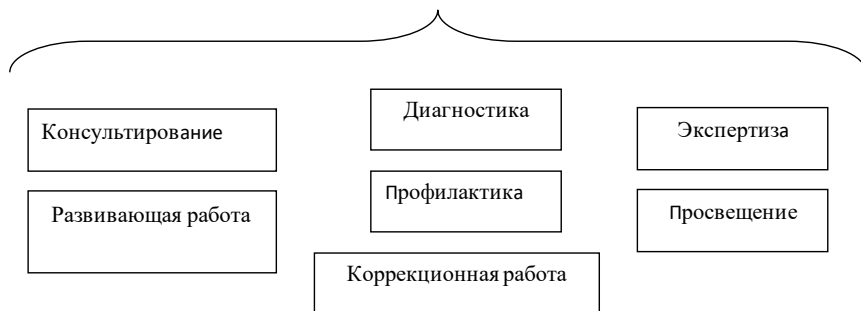 Консультирование
Диагностика
Экспертиза
Развивающая работа
Профилактика
Просвещение
Коррекционная работа